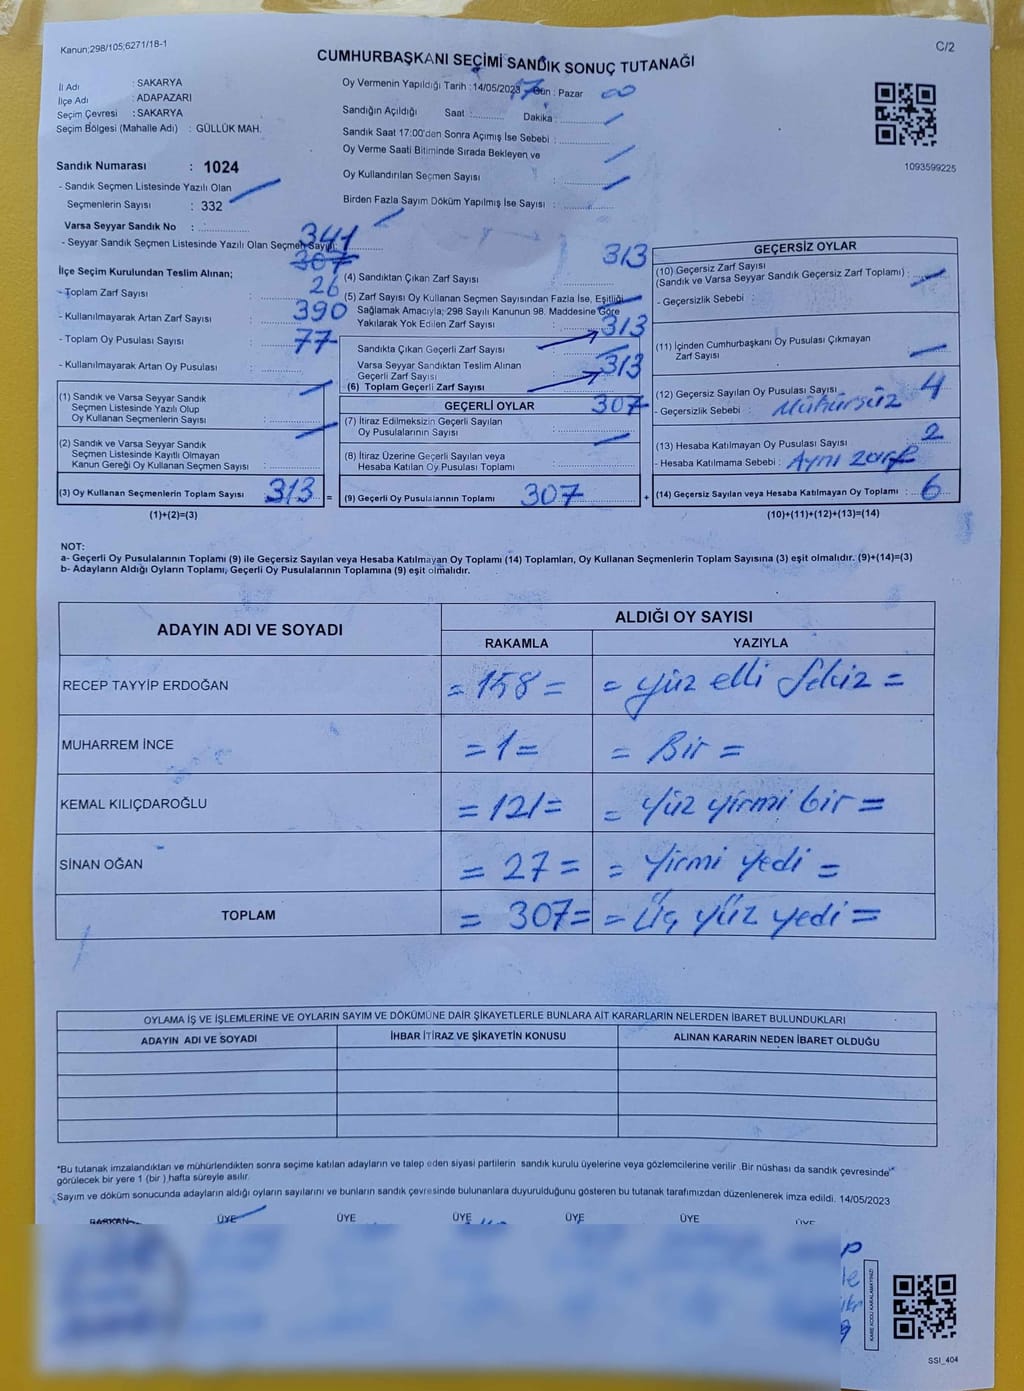 Kanun;298/105;6271/18-1
C/2
CUMHURBAŞKANI SEÇİMİ SANDIK SONUÇ TUTANAĞI
İl Adı : SAKARYA
İlçe Adı : ADAPAZARI
Seçim Çevresi : SAKARYA
Seçim Bölgesi (Mahalle Adı) : GÜLLÜK MAH.
Sandık Numarası : 1024
- Sandık Seçmen Listesinde Yazılı Olan
Seçmenlerin Sayısı : 332
Varsa Seyyar Sandık No :
- Seyyar Sandık Seçmen Listesinde Yazılı Olan Seçmen Sayısı:
Oy Vermenin Yapıldığı Tarih : 14/05/2023 Gün : Pazar
17 00
Sandığın Açıldığı Saat : Dakika :
Sandık Saat 17:00'den Sonra Açımış İse Sebebi :
Oy Verme Saati Bitiminde Sırada Bekleyen ve
Oy Kullandırılan Seçmen Sayısı :
Birden Fazla Sayım Döküm Yapılmış İse Sayısı :
1093599225
İlçe Seçim Kurulundan Teslim Alınan;
341
307
- Toplam Zarf Sayısı :
26
- Kullanılmayarak Artan Zarf Sayısı :
390
- Toplam Oy Pusulası Sayısı :
77
- Kullanılmayarak Artan Oy Pusulası :
(1) Sandık ve Varsa Seyyar Sandık
Seçmen Listesinde Yazılı Olup
Oy Kullanan Seçmenlerin Sayısı :
(2) Sandık ve Varsa Seyyar Sandık
Seçmen Listesinde Kayıtlı Olmayan
Kanun Gereği Oy Kullanan Seçmen Sayısı :
(3) Oy Kullanan Seçmenlerin Toplam Sayısı : 313 =
(1)+(2)=(3)
(4) Sandıktan Çıkan Zarf Sayısı : 313
(5) Zarf Sayısı Oy Kullanan Seçmen Sayısından Fazla İse, Eşitliği
Sağlamak Amacıyla; 298 Sayılı Kanunun 98. Maddesine Göre
Yakılarak Yok Edilen Zarf Sayısı :
313
Sandıkta Çıkan Geçerli Zarf Sayısı :
Varsa Seyyar Sandıktan Teslim Alınan
Geçerli Zarf Sayısı :
313
(6) Toplam Geçerli Zarf Sayısı :
GEÇERLİ OYLAR
307
(7) İtiraz Edilmeksizin Geçerli Sayılan
Oy Pusulalarının Sayısı :
(8) İtiraz Üzerine Geçerli Sayılan veya
Hesaba Katılan Oy Pusulası Toplamı :
(9) Geçerli Oy Pusulalarının Toplamı : 307 +
GEÇERSİZ OYLAR
(10) Geçersiz Zarf Sayısı
(Sandık ve Varsa Seyyar Sandık Geçersiz Zarf Toplamı) :
- Geçersizlik Sebebi :
(11) İçinden Cumhurbaşkanı Oy Pusulası Çıkmayan
Zarf Sayısı
(12) Geçersiz Sayılan Oy Pusulası Sayısı : 4
- Geçersizlik Sebebi : Mühürsüz
(13) Hesaba Katılmayan Oy Pusulası Sayısı : 2
- Hesaba Katılmama Sebebi : Aynı zarf
(14) Geçersiz Sayılan veya Hesaba Katılmayan Oy Toplamı : 6
(10)+(11)+(12)+(13)=(14)
NOT:
a- Geçerli Oy Pusulalarının Toplamı (9) ile Geçersiz Sayılan veya Hesaba Katılmayan Oy Toplamı (14) Toplamları, Oy Kullanan Seçmenlerin Toplam Sayısına (3) eşit olmalıdır. (9)+(14)=(3)
b- Adayların Aldığı Oyların Toplamı, Geçerli Oy Pusulalarının Toplamına (9) eşit olmalıdır.
ADAYIN ADI VE SOYADI
ALDIĞI OY SAYISI
RAKAMLA YAZIYLA
RECEP TAYYİP ERDOĞAN = 158 = = yüz elli Sekiz =
MUHARREM İNCE = 1 = = Bir =
KEMAL KILIÇDAROĞLU = 121 = = yüz yirmi bir =
SİNAN OĞAN = 27 = = yirmi yedi =
TOPLAM = 307 = = Üç yüz yedi =
OYLAMA İŞ VE İŞLEMLERİNE VE OYLARIN SAYIM VE DÖKÜMÜNE DAİR ŞİKAYETLERLE BUNLARA AİT KARARLARIN NELERDEN İBARET BULUNDUKLARI
ADAYIN ADI VE SOYADI İHBAR İTİRAZ VE ŞİKAYETİN KONUSU ALINAN KARARIN NEDEN İBARET OLDUĞU
*Bu tutanak imzalandıktan ve mühürlendikten sonra seçime katılan adayların ve talep eden siyasi partilerin sandık kurulu üyelerine veya gözlemcilerine verilir .Bir nüshası da sandık çevresinde
görülecek bir yere 1 (bir ) hafta süreyle asılır.
Sayım ve döküm sonucunda adayların aldığı oyların sayılarını ve bunların sandık çevresinde bulunanlara duyurulduğunu gösteren bu tutanak tarafımızdan düzenlenerek imza edildi. 14/05/2023
BAŞKAN ÜYE ÜYE ÜYE ÜYE ÜYE ÜYE
KARE KODU KARALAMAYINIZ!
SSI_404